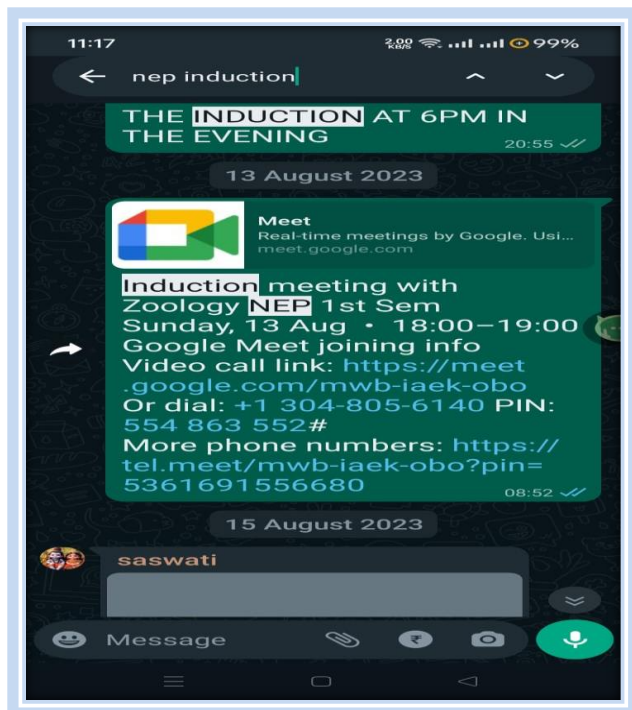 11:17 2.00 KB/S 99%
nep induction
THE INDUCTION AT 6PM IN
THE EVENING
20:55
13 August 2023
Meet
Real-time meetings by Google. Usi...
meet.google.com
Induction meeting with
Zoology NEP 1st Sem
Sunday, 13 Aug • 18:00–19:00
Google Meet joining info
Video call link: https://meet
.google.com/mwb-iaek-obo
Or dial: +1 304-805-6140 PIN:
554 863 552#
More phone numbers: https://
tel.meet/mwb-iaek-obo?pin=
5361691556680
08:52
15 August 2023
saswati
Message ₹